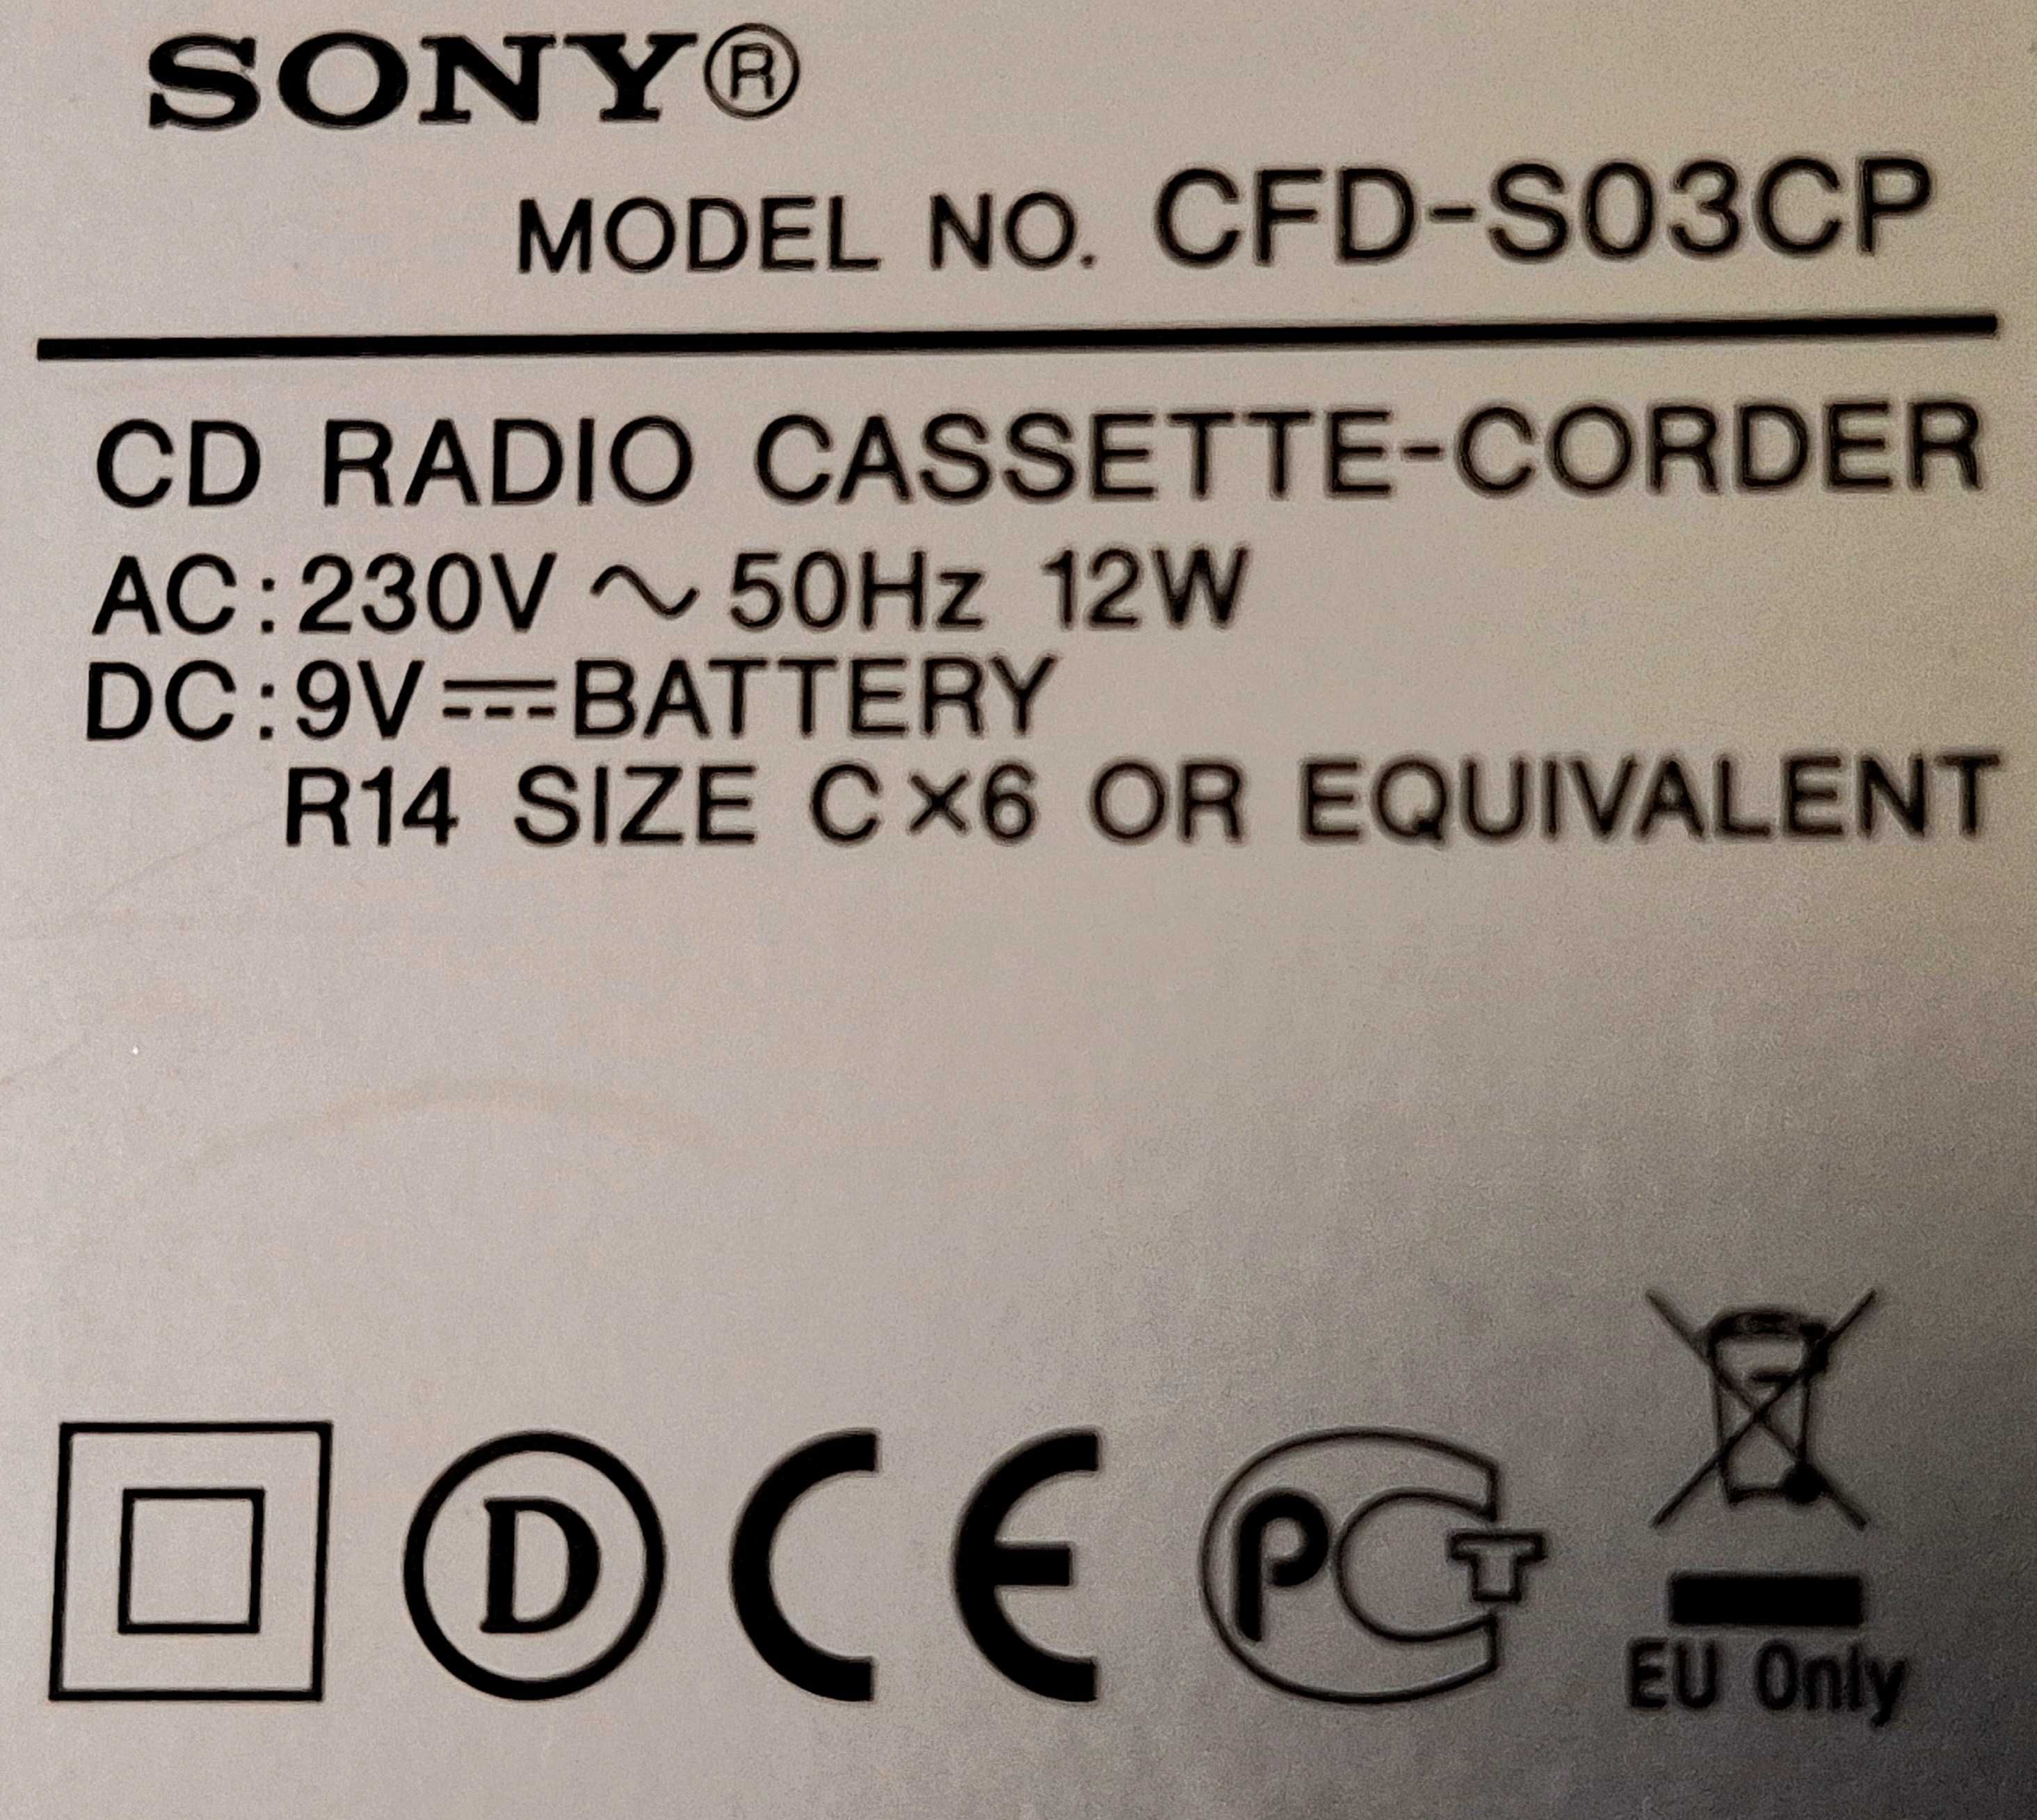 SONY®
MODEL NO. CFD-S03CP
CD RADIO CASSETTE-CORDER
AC:230V ~ 50Hz 12W
DC:9V ⎓ BATTERY
R14 SIZE C×6 OR EQUIVALENT
D CE PCT
EU Only